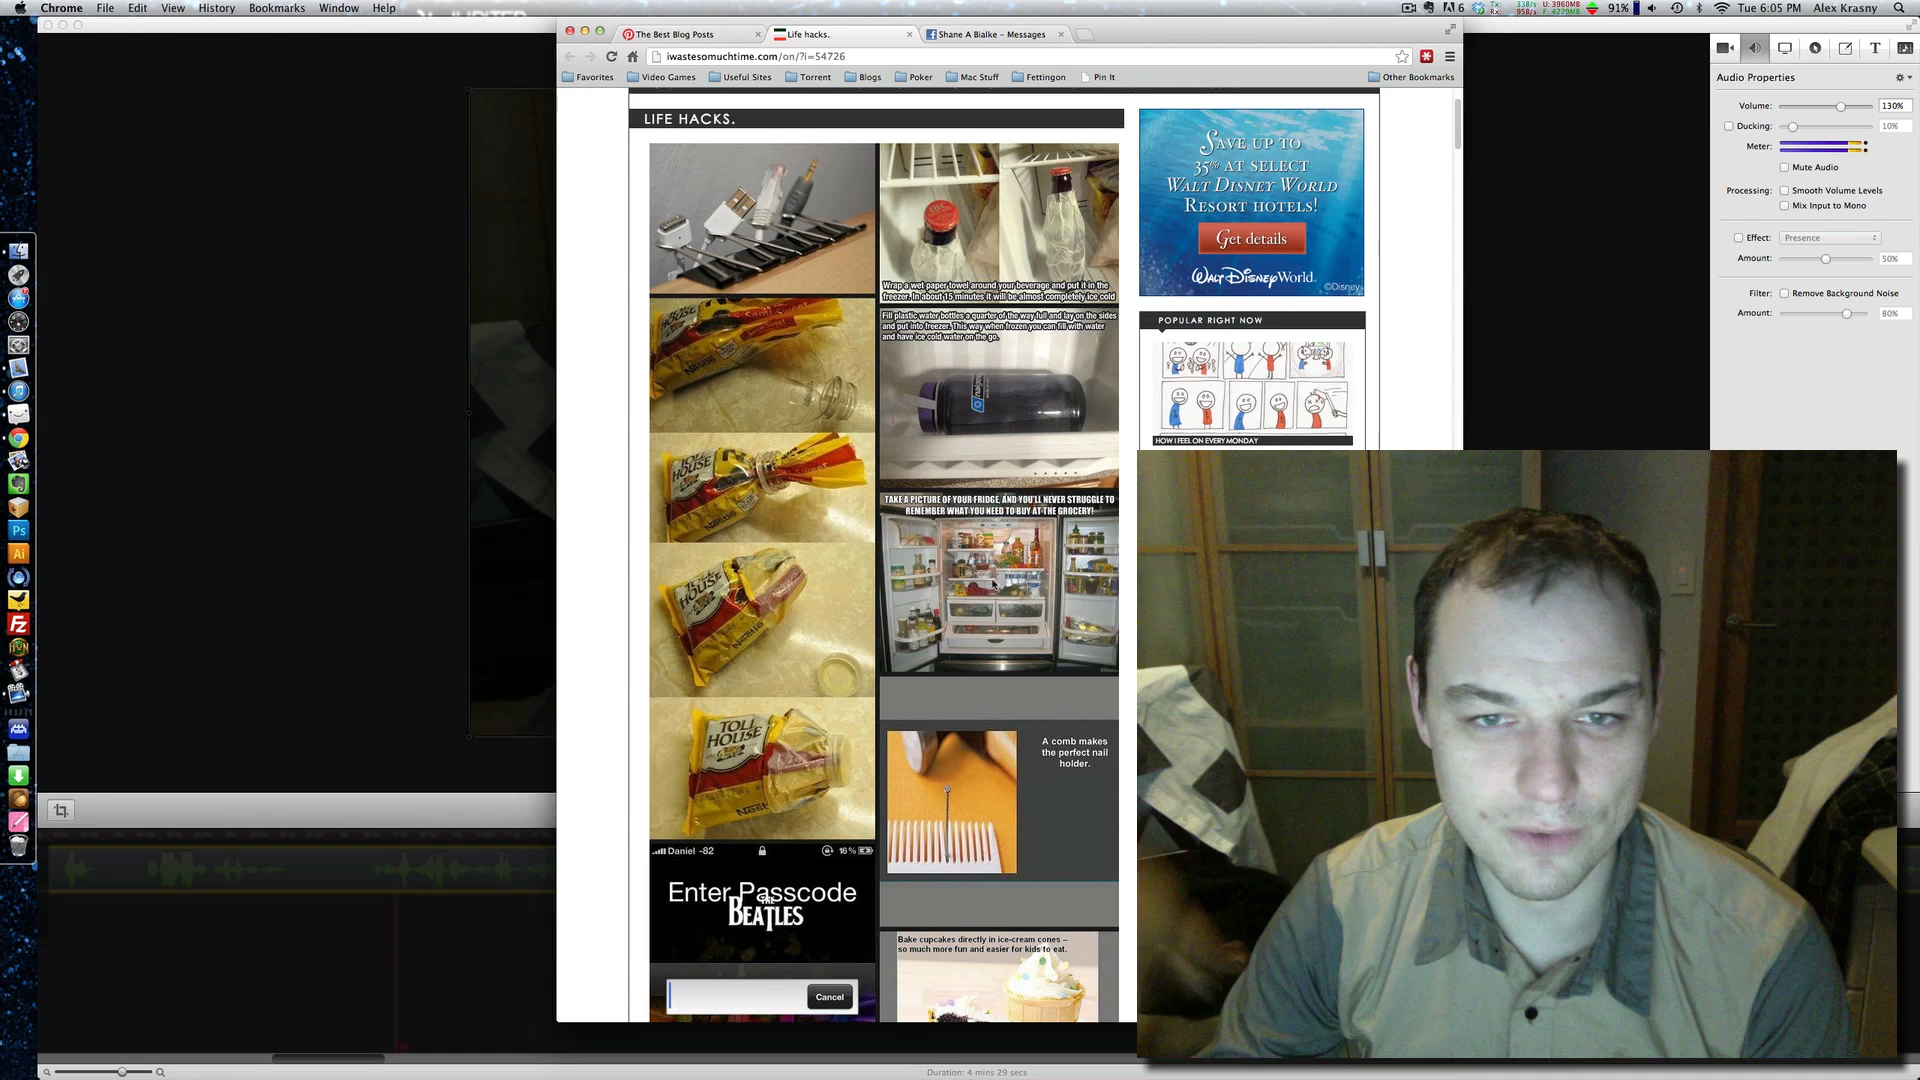 Chrome File Edit View History Bookmarks Window Help
91% Tue 6:05 PM Alex Krasny
The Best Blog Posts
Life hacks.
Shane A Bialke - Messages
iwastesomuchtime.com/on/?i=54726
Favorites Video Games Useful Sites Torrent Blogs Poker Mac Stuff Fettington Pin It Other Bookmarks
LIFE HACKS.
Wrap a wet paper towel around your beverage and put it in the
freezer. In about 15 minutes it will be almost completely ice cold
Fill plastic water bottles a quarter of the way full and lay on the sides
and put into freezer. This way when frozen you can fill with water
and have ice cold water on the go.
TAKE A PICTURE OF YOUR FRIDGE, AND YOU'LL NEVER STRUGGLE TO
REMEMBER WHAT YOU NEED TO BUY AT THE GROCERY!
TOLL
HOUSE
Nestle
A comb makes
the perfect nail
holder.
Daniel -82 16%
Enter Passcode
THE
BEATLES
Cancel
Bake cupcakes directly in ice-cream cones –
so much more fun and easier for kids to eat.
SAVE UP TO
35% AT SELECT
WALT DISNEY WORLD
RESORT HOTELS!
Get details
WALT DISNEY World.
©Disney
POPULAR RIGHT NOW
HOW I FEEL ON EVERY MONDAY
Audio Properties
Volume: 130%
Ducking: 10%
Meter:
Mute Audio
Processing: Smooth Volume Levels
Mix Input to Mono
Effect: Presence
Amount: 50%
Filter: Remove Background Noise
Amount: 80%
Ps
Ai
Fz
Duration: 4 mins 29 secs